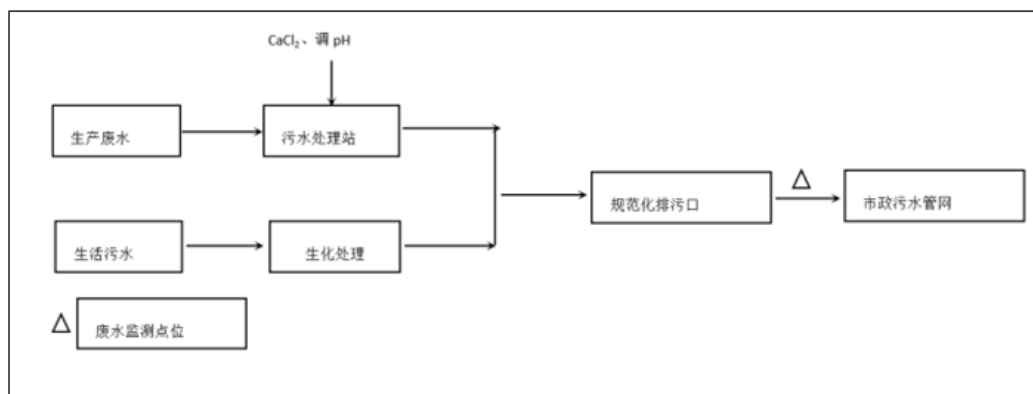 CaCl₂、调 pH
生产废水
污水处理站
规范化排污口
△
市政污水管网
生活污水
生化处理
△
废水监测点位